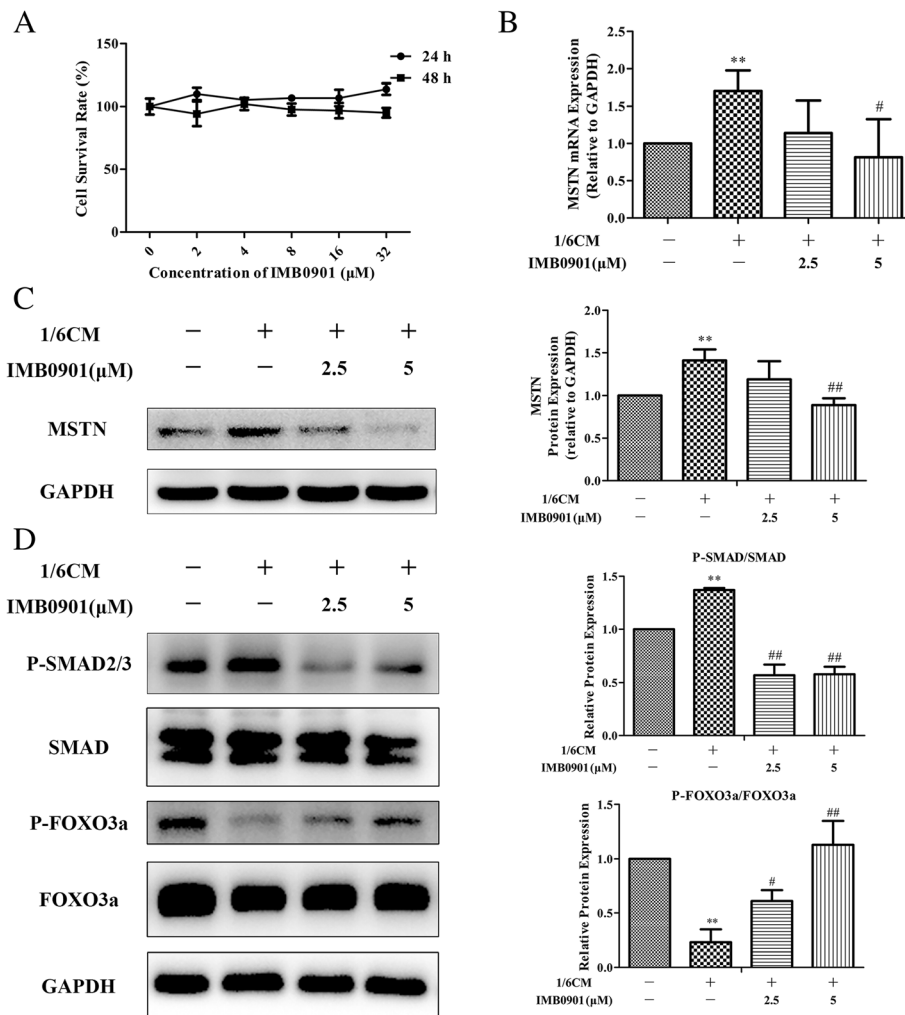 A
150
100
50
0
Cell Survival Rate (%)
0 2 4 8 16 32
Concentration of IMB0901 (μM)
24 h
48 h
B
2.5
2.0
1.5
1.0
0.5
0.0
MSTN mRNA Expression
(Relative to GAPDH)
**
#
1/6CM − + + +
IMB0901(μM) − − 2.5 5
C
1/6CM − + + +
IMB0901(μM) − − 2.5 5
MSTN
GAPDH
2.0
1.5
1.0
0.5
0.0
MSTN
Protein Expression
(relative to GAPDH)
**
##
1/6CM − + + +
IMB0901(μM) − − 2.5 5
D
1/6CM − + + +
IMB0901(μM) − − 2.5 5
P-SMAD2/3
SMAD
P-FOXO3a
FOXO3a
GAPDH
P-SMAD/SMAD
1.5
1.0
0.5
0.0
Relative Protein Expression
**
##
##
1/6CM − + + +
IMB0901(μM) − − 2.5 5
P-FOXO3a/FOXO3a
1.5
1.0
0.5
0.0
Relative Protein Expression
**
#
##
1/6CM − + + +
IMB0901(μM) − − 2.5 5